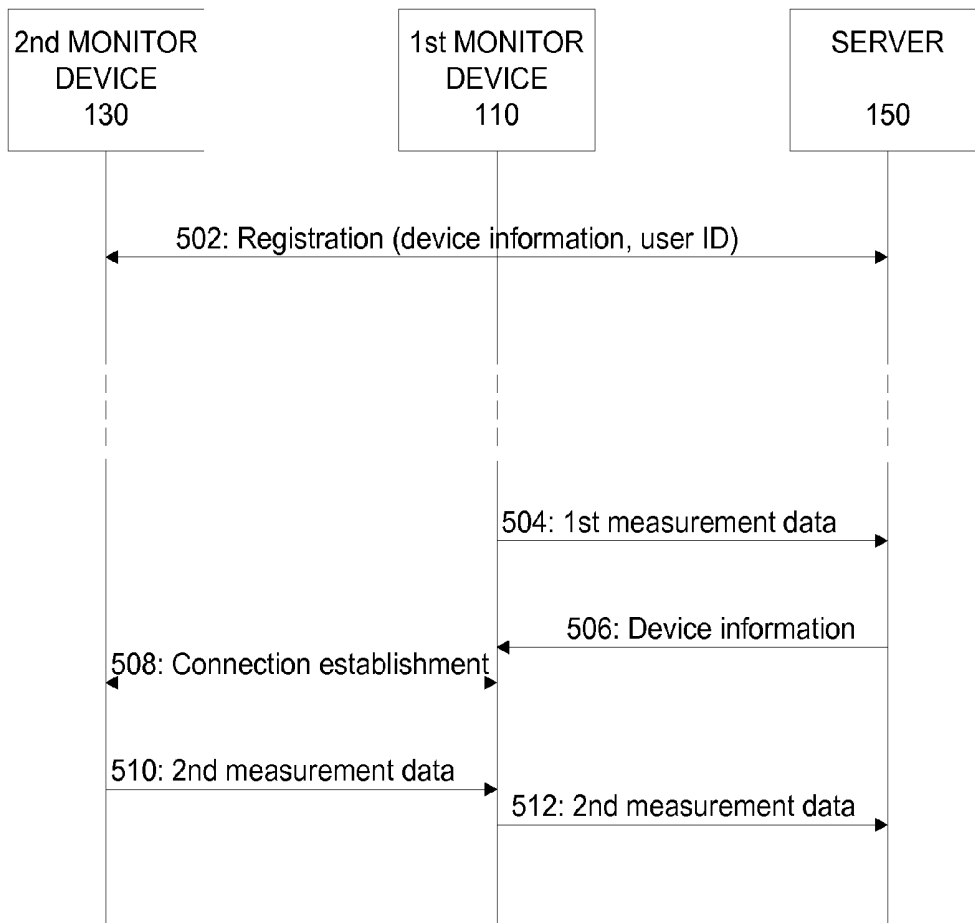 2nd MONITOR
DEVICE
130
1st MONITOR
DEVICE
110
SERVER
150
502: Registration (device information, user ID)
504: 1st measurement data
506: Device information
508: Connection establishment
510: 2nd measurement data
512: 2nd measurement data